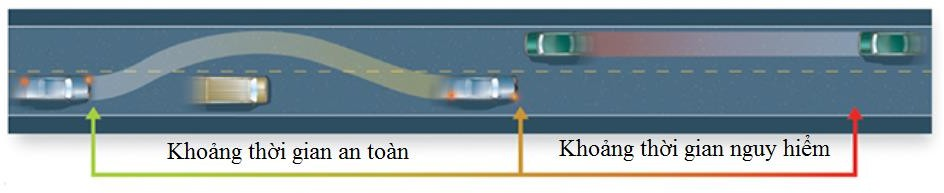 Khoảng thời gian an toàn
Khoảng thời gian nguy hiểm